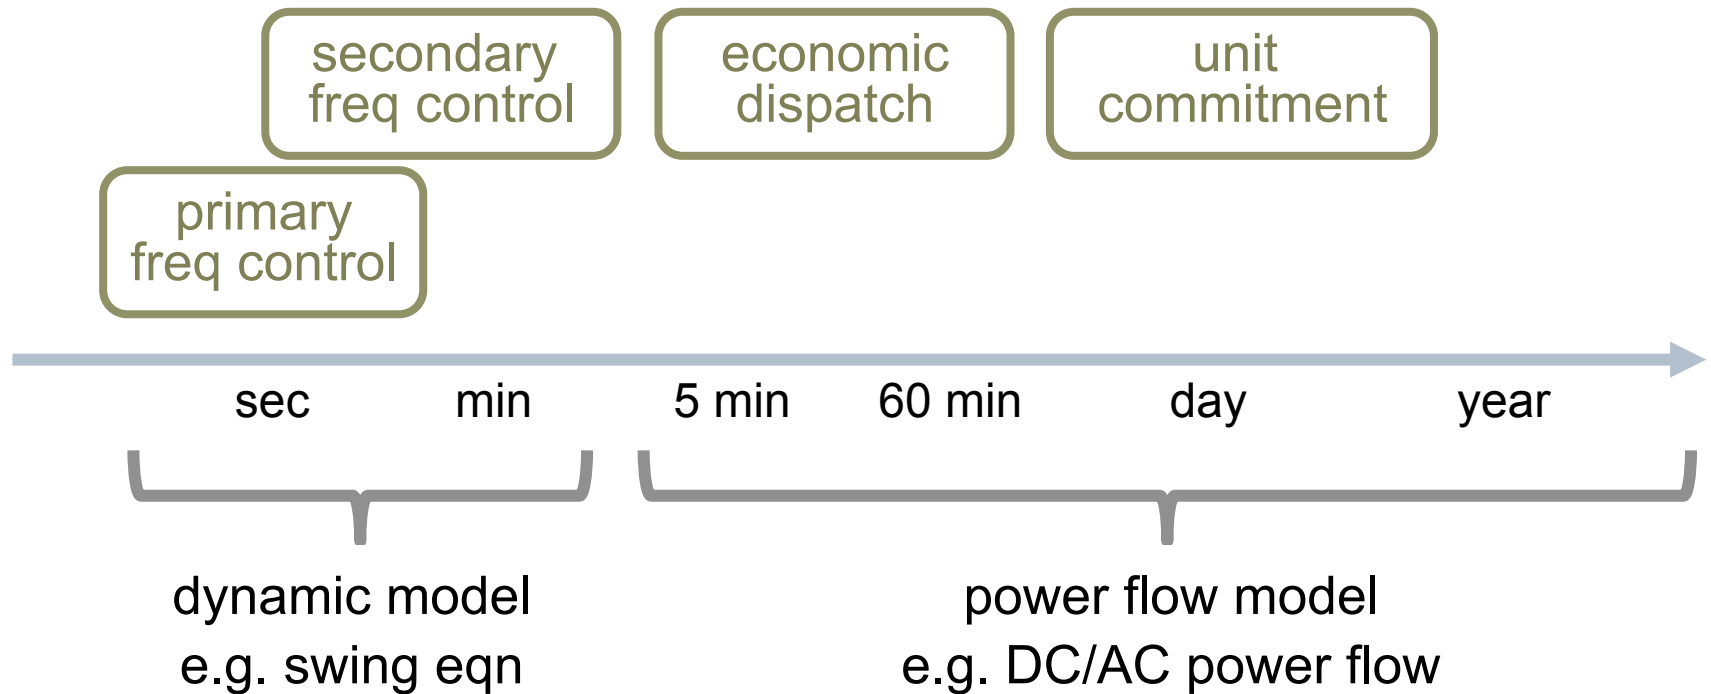 secondary
freq control
economic
dispatch
unit
commitment
primary
freq control
sec
min
5 min
60 min
day
year
dynamic model
e.g. swing eqn
power flow model
e.g. DC/AC power flow